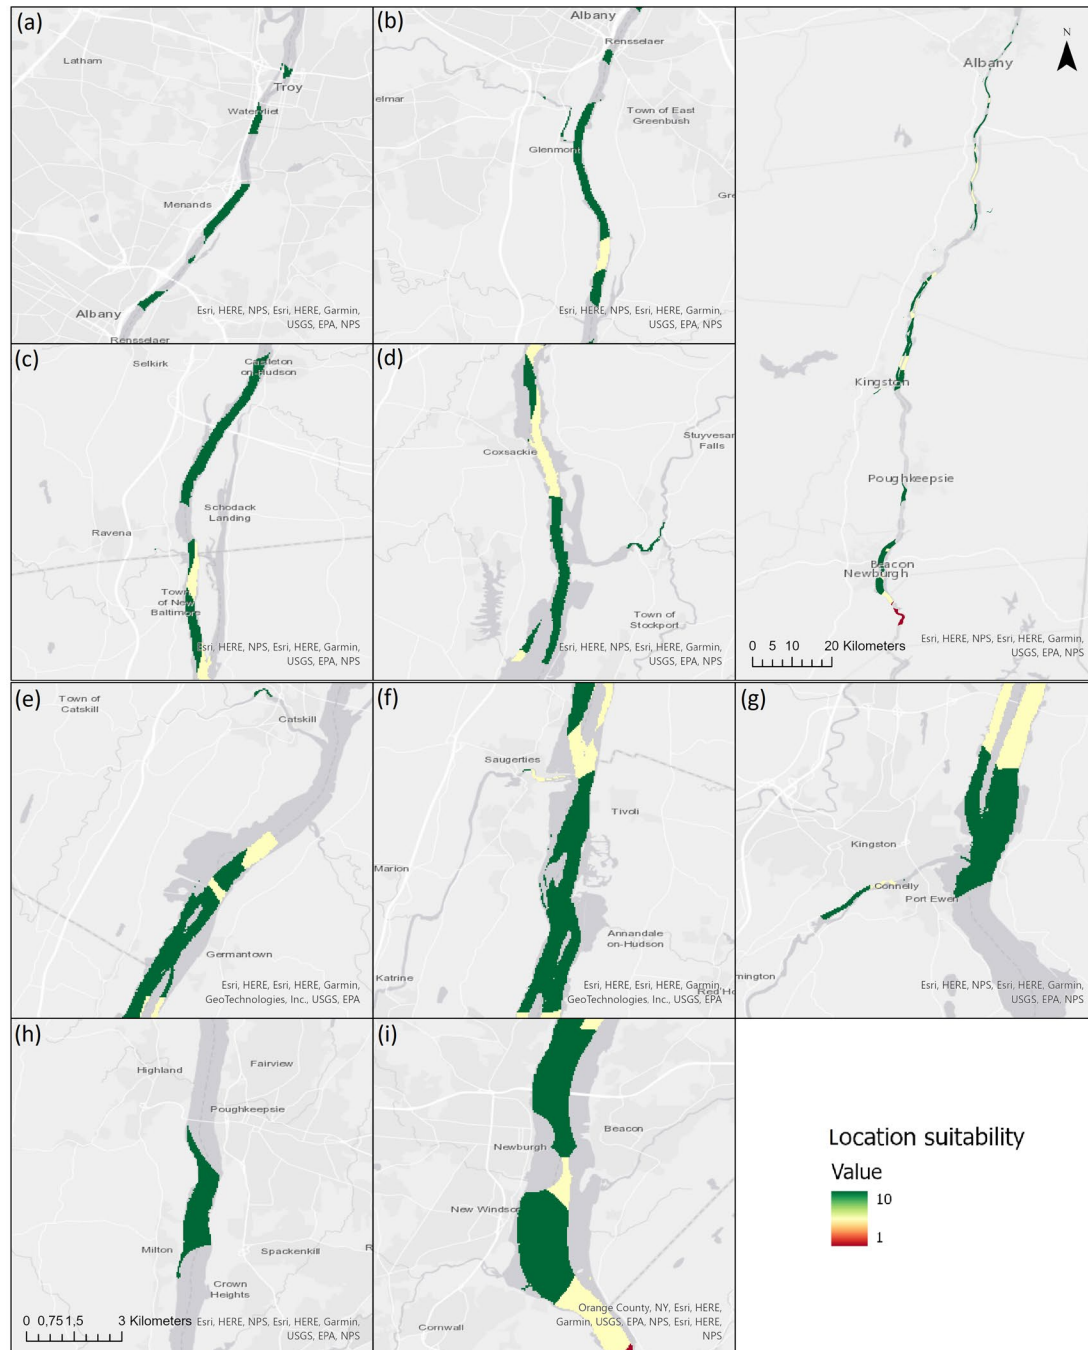 (a)
Latham
Troy
Watervliet
Menands
Albany
Rensselaer
Esri, HERE, NPS, Esri, HERE, Garmin,
USGS, EPA, NPS
(b)
Albany
Rensselaer
elmar
Town of East
Greenbush
Glenmont
Gre
Esri, HERE, NPS, Esri, HERE, Garmin,
USGS, EPA, NPS
N
Albany
Kingston
Poughkeepsie
Beacon
Newburgh
0 5 10 20 Kilometers
Esri, HERE, NPS, Esri, HERE, Garmin,
USGS, EPA, NPS
(c)
Selkirk
Castleton
on-Hudson
Schodack
Landing
Ravena
Town
of New
Baltimore
Esri, HERE, NPS, Esri, HERE, Garmin,
USGS, EPA, NPS
(d)
Stuyvesan
Falls
Coxsackie
Town of
Stockport
Esri, HERE, NPS, Esri, HERE, Garmin,
USGS, EPA, NPS
(e)
Town of
Catskill
Catskill
Germantown
Esri, HERE, Esri, HERE, Garmin,
GeoTechnologies, Inc., USGS, EPA
(f)
Saugerties
Tivoli
Marion
Annandale
on-Hudson
Katrine
Red Ho
Esri, HERE, Esri, HERE, Garmin,
GeoTechnologies, Inc., USGS, EPA
(g)
Kingston
Connelly
Port Ewen
mington
Esri, HERE, NPS, Esri, HERE, Garmin,
USGS, EPA, NPS
(h)
Highland
Fairview
Poughkeepsie
Milton
Spackenkill
R
Crown
Heights
0 0,75 1,5 3 Kilometers
Esri, HERE, NPS, Esri, HERE, Garmin,
USGS, EPA, NPS
(i)
Beacon
Newburgh
New Windsor
Cornwall
Orange County, NY, Esri, HERE,
Garmin, USGS, EPA, NPS, Esri, HERE,
NPS
Location suitability
Value
10
1